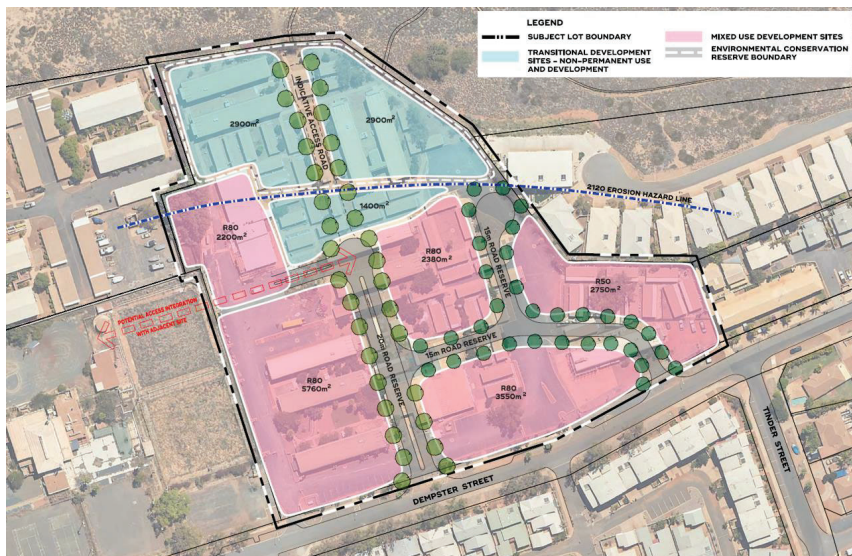 LEGEND
SUBJECT LOT BOUNDARY
TRANSITIONAL DEVELOPMENT
SITES - NON-PERMANENT USE
AND DEVELOPMENT
MIXED USE DEVELOPMENT SITES
ENVIRONMENTAL CONSERVATION
RESERVE BOUNDARY
2900m²
INDICATIVE ACCESS ROAD
2900m²
2120 EROSION HAZARD LINE
1400m²
R80
2200m²
R80
2380m²
15m ROAD RESERVE
R50
2750m²
POTENTIAL ACCESS INTEGRATION
WITH ADJACENT SITE
20m ROAD RESERVE
15m ROAD RESERVE
R80
5760m²
R80
3550m²
DEMPSTER STREET
TINDER STREET